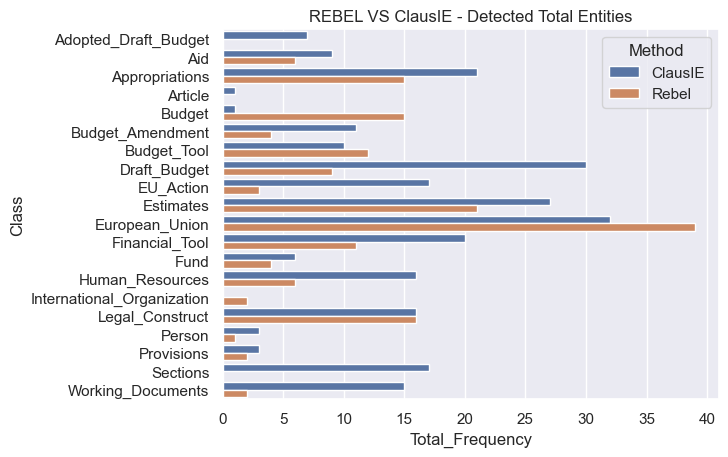 REBEL VS ClausIE - Detected Total Entities
Method
ClausIE
Rebel
Class
Adopted_Draft_Budget
Aid
Appropriations
Article
Budget
Budget_Amendment
Budget_Tool
Draft_Budget
EU_Action
Estimates
European_Union
Financial_Tool
Fund
Human_Resources
International_Organization
Legal_Construct
Person
Provisions
Sections
Working_Documents
0 5 10 15 20 25 30 35 40
Total_Frequency